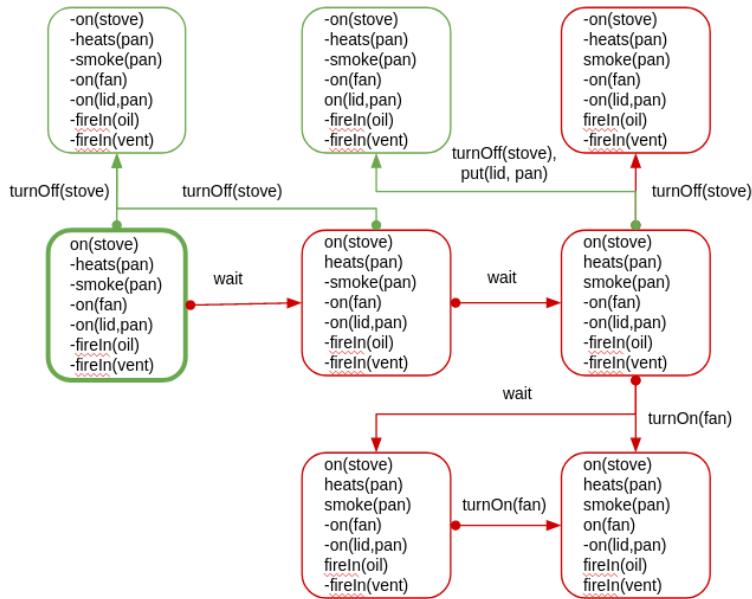 -on(stove)
-heats(pan)
-smoke(pan)
-on(fan)
-on(lid,pan)
-fireIn(oil)
-fireIn(vent)
-on(stove)
-heats(pan)
-smoke(pan)
-on(fan)
on(lid,pan)
-fireIn(oil)
-fireIn(vent)
-on(stove)
-heats(pan)
smoke(pan)
-on(fan)
-on(lid,pan)
fireIn(oil)
-fireIn(vent)
turnOff(stove)
turnOff(stove)
turnOff(stove),
put(lid, pan)
turnOff(stove)
on(stove)
-heats(pan)
-smoke(pan)
-on(fan)
-on(lid,pan)
-fireIn(oil)
-fireIn(vent)
wait
on(stove)
heats(pan)
-smoke(pan)
-on(fan)
-on(lid,pan)
-fireIn(oil)
-fireIn(vent)
wait
on(stove)
heats(pan)
smoke(pan)
-on(fan)
-on(lid,pan)
-fireIn(oil)
-fireIn(vent)
wait
turnOn(fan)
on(stove)
heats(pan)
smoke(pan)
-on(fan)
-on(lid,pan)
fireIn(oil)
-fireIn(vent)
turnOn(fan)
on(stove)
heats(pan)
smoke(pan)
on(fan)
-on(lid,pan)
fireIn(oil)
fireIn(vent)